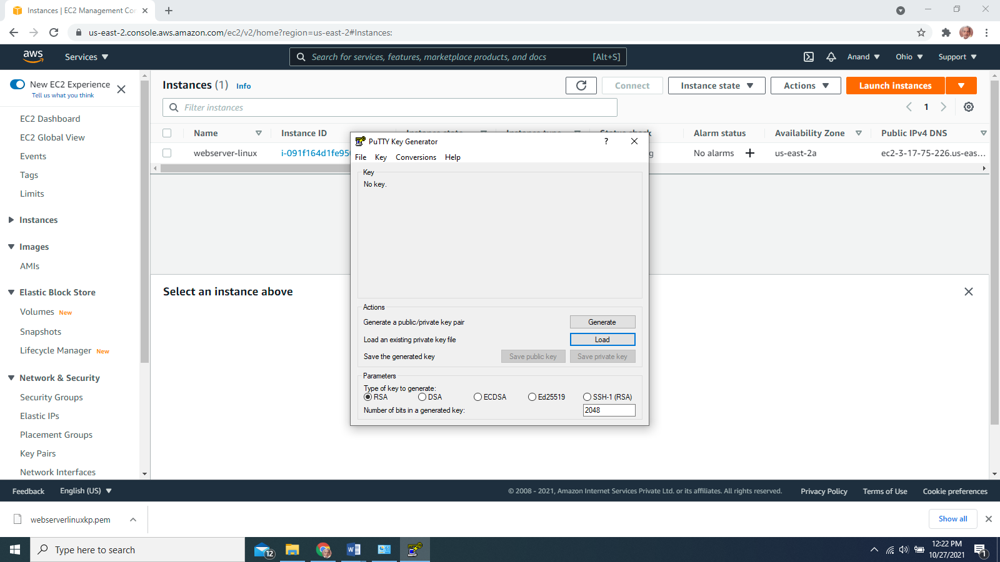 Instances | EC2 Management Con
us-east-2.console.aws.amazon.com/ec2/v2/home?region=us-east-2#Instances:
aws
Services
Search for services, features, marketplace products, and docs [Alt+S]
Anand
Ohio
Support
New EC2 Experience
Tell us what you think
EC2 Dashboard
EC2 Global View
Events
Tags
Limits
Instances
Images
AMIs
Elastic Block Store
Volumes New
Snapshots
Lifecycle Manager New
Network & Security
Security Groups
Elastic IPs
Placement Groups
Key Pairs
Network Interfaces
Instances (1) Info
Connect
Instance state
Actions
Launch instances
Filter instances
1
Name Instance ID Alarm status Availability Zone Public IPv4 DNS
webserver-linux i-091f164d1fe95 No alarms + us-east-2a ec2-3-17-75-226.us-eas...
Select an instance above
PuTTY Key Generator
?
File Key Conversions Help
Key
No key.
Actions
Generate a public/private key pair Generate
Load an existing private key file Load
Save the generated key Save public key Save private key
Parameters
Type of key to generate:
RSA DSA ECDSA Ed25519 SSH-1 (RSA)
Number of bits in a generated key: 2048
Feedback English (US)
© 2008 - 2021, Amazon Internet Services Private Ltd. or its affiliates. All rights reserved.
Privacy Policy Terms of Use Cookie preferences
webserverlinuxkp.pem
Show all
Type here to search
12
12:22 PM
10/27/2021
1